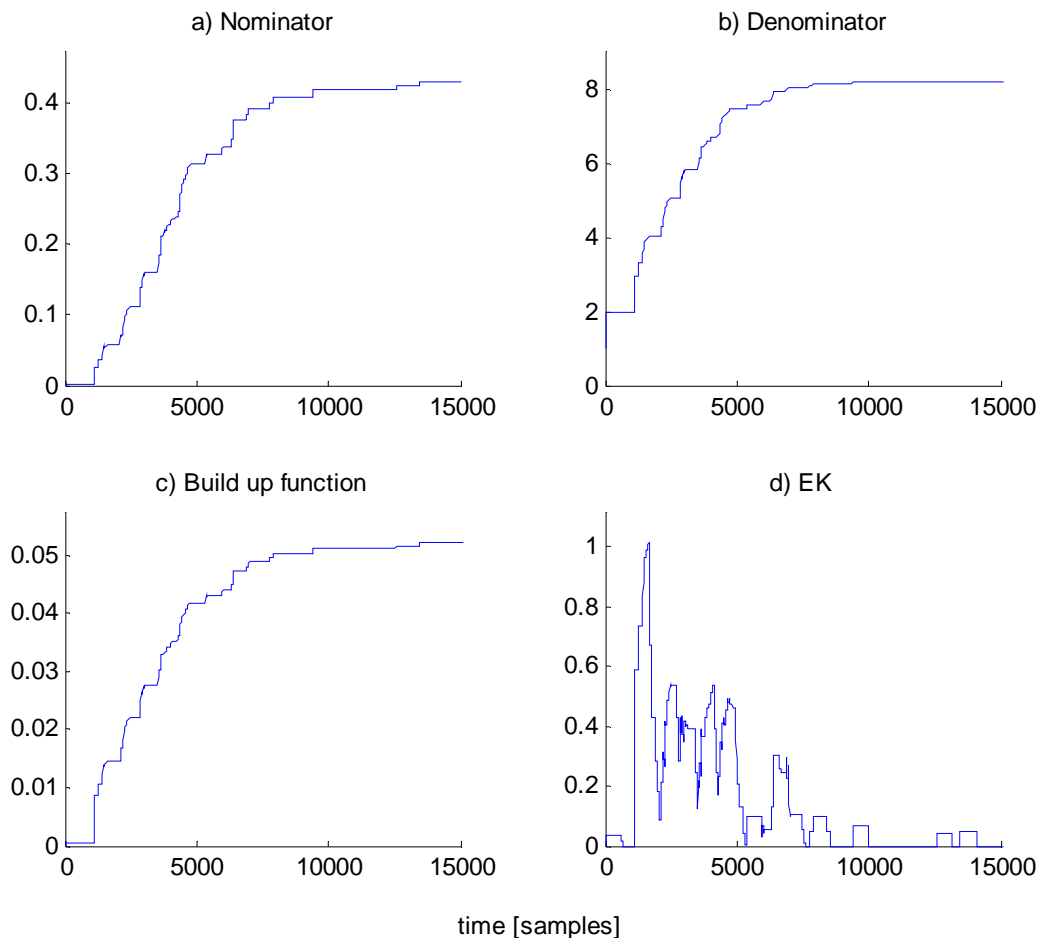 a) Nominator
b) Denominator
0.4
0.3
0.2
0.1
0
0 5000 10000 15000
8
6
4
2
0
0 5000 10000 15000
c) Build up function
d) EK
0.05
0.04
0.03
0.02
0.01
0
0 5000 10000 15000
1
0.8
0.6
0.4
0.2
0
0 5000 10000 15000
time [samples]